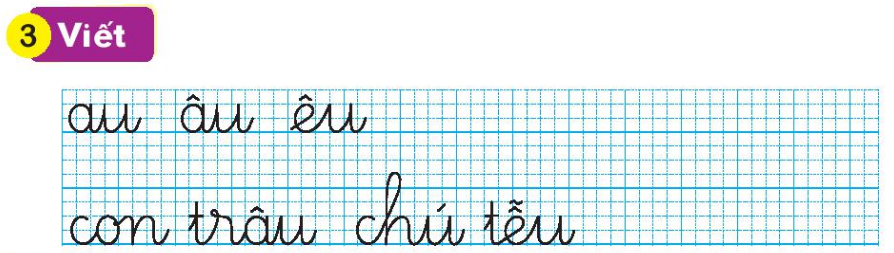 3 Viết
au âu êu
con trâu chú tễu